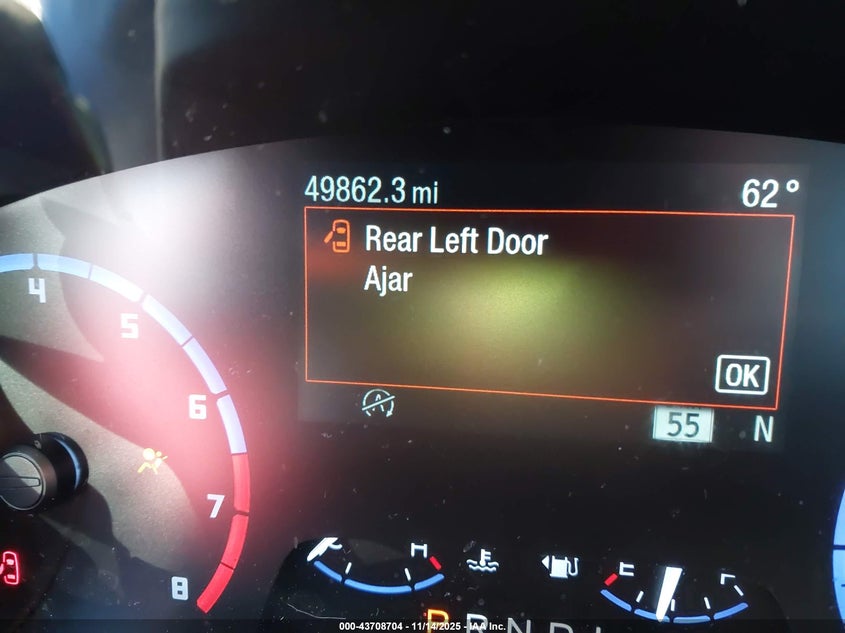 49862.3 mi
62°
Rear Left Door
Ajar
OK
4
5
6
7
8
55
N
H
P R N D
000-43708704 - 11/14/2025 - IAA Inc.